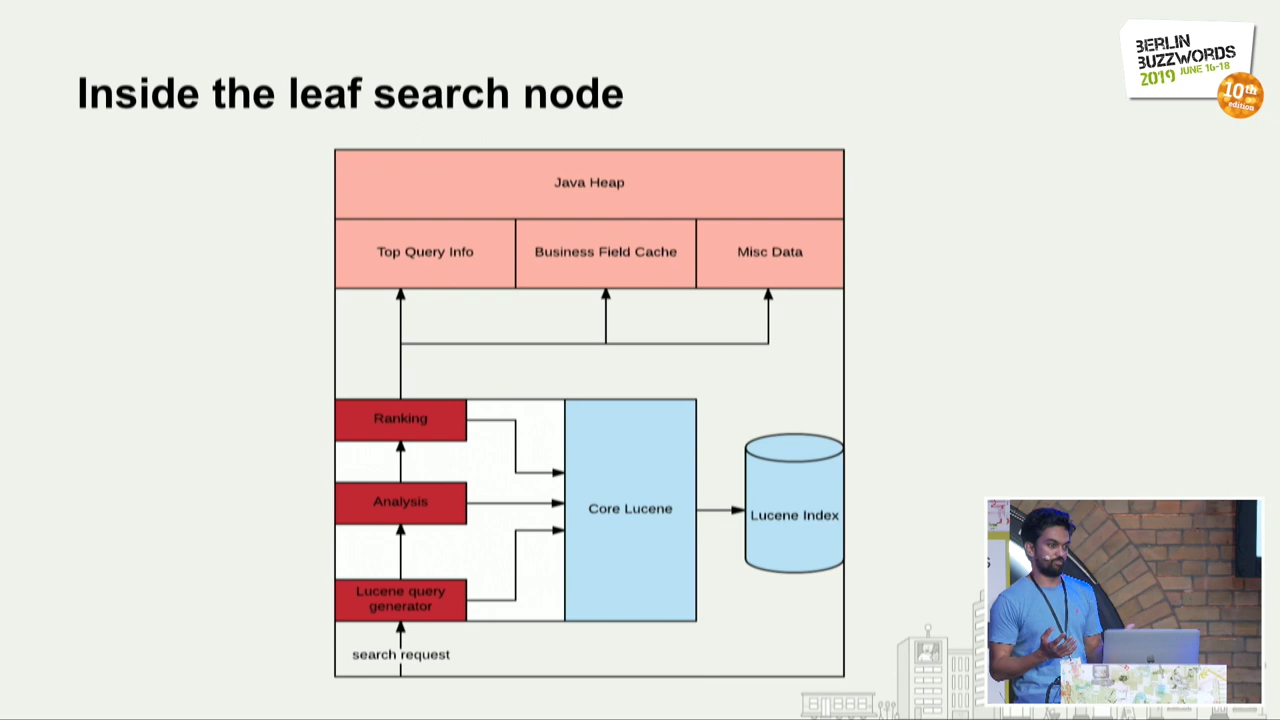 BERLIN
BUZZWORDS
2019 JUNE 16-18
10th
edition
Inside the leaf search node
Java Heap
Top Query Info
Business Field Cache
Misc Data
Ranking
Analysis
Core Lucene
Lucene Index
Lucene query
generator
search request